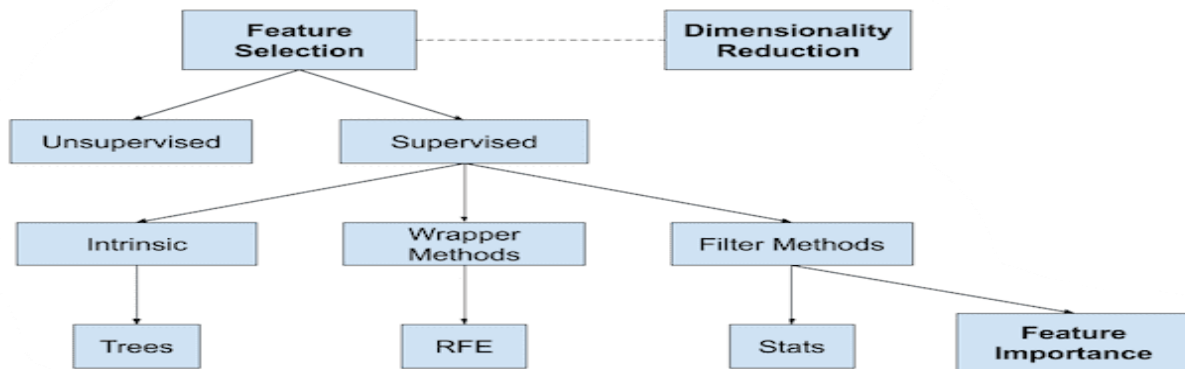 Feature
Selection
Dimensionality
Reduction
Unsupervised
Supervised
Intrinsic
Wrapper
Methods
Filter Methods
Trees
RFE
Stats
Feature
Importance